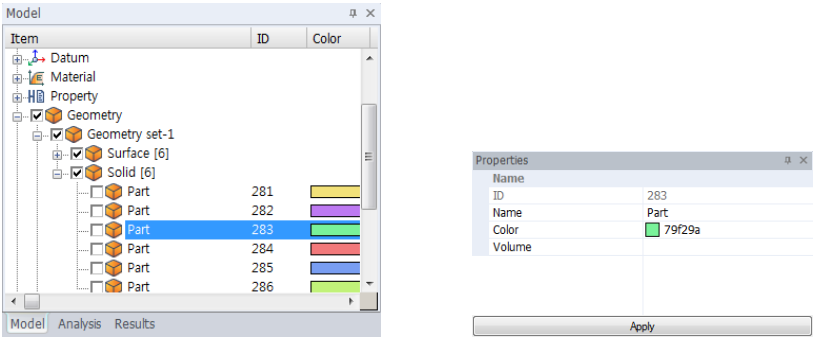 Model
Item ID Color
Datum
Material
Property
Geometry
Geometry set-1
Surface [6]
Solid [6]
Part 281
Part 282
Part 283
Part 284
Part 285
Part 286
Model Analysis Results
Properties
Name
ID 283
Name Part
Color 79f29a
Volume
Apply